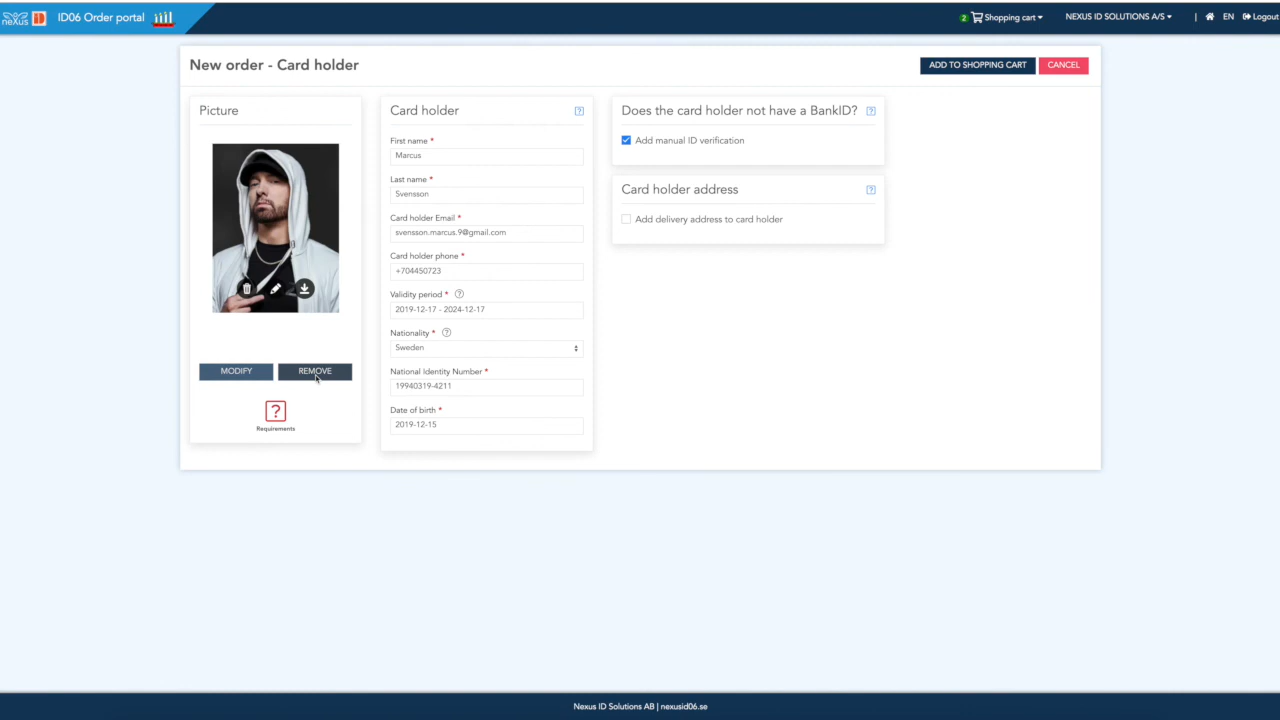 neXus ID ID06 Order portal
2 Shopping cart NEXUS ID SOLUTIONS A/S | EN Logout
New order - Card holder
ADD TO SHOPPING CART CANCEL
Picture
MODIFY REMOVE
?
Requirements
Card holder ?
First name *
Marcus
Last name *
Svensson
Card holder Email *
svensson.marcus.9@gmail.com
Card holder phone *
+704450723
Validity period * ?
2019-12-17 - 2024-12-17
Nationality * ?
Sweden
National Identity Number *
19940319-4211
Date of birth *
2019-12-15
Does the card holder not have a BankID? ?
Add manual ID verification
Card holder address ?
Add delivery address to card holder
Nexus ID Solutions AB | nexusid06.se